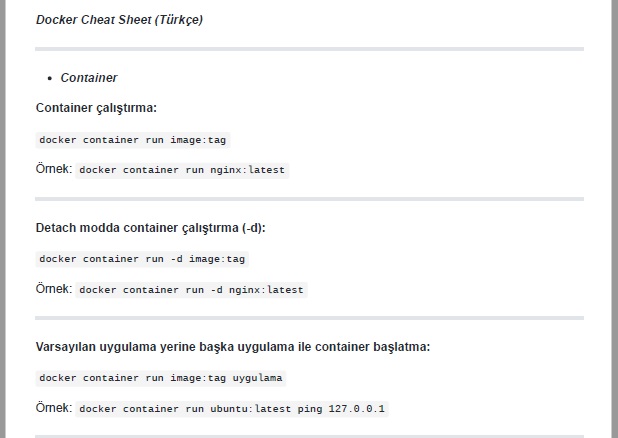 Docker Cheat Sheet (Türkçe)
• Container
Container çalıştırma:
docker container run image:tag
Örnek: docker container run nginx:latest
Detach modda container çalıştırma (-d):
docker container run -d image:tag
Örnek: docker container run -d nginx:latest
Varsayılan uygulama yerine başka uygulama ile container başlatma:
docker container run image:tag uygulama
Örnek: docker container run ubuntu:latest ping 127.0.0.1